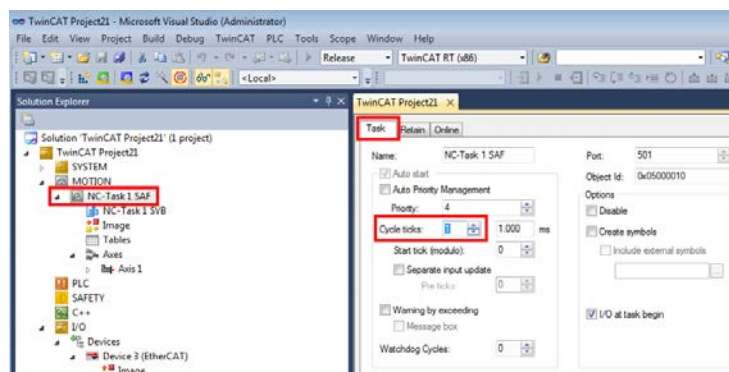 TwinCAT Project21 - Microsoft Visual Studio (Administrator)
File Edit View Project Build Debug TwinCAT PLC Tools Scope Window Help
Release TwinCAT RT (x86)
<Local>
Solution Explorer
TwinCAT Project21
Solution 'TwinCAT Project21' (1 project)
TwinCAT Project21
SYSTEM
MOTION
NC-Task 1 SAF
NC-Task 1 SVB
Image
Tables
Axes
Axis 1
PLC
SAFETY
C++
I/O
Devices
Device 3 (EtherCAT)
Image
Task Retain Online
Name: NC-Task 1 SAF
Port: 501
Auto start
Object Id: 0x05000010
Auto Priority Management
Options
Priority: 4
Disable
Cycle ticks: 1 1.000 ms
Create symbols
Start tick (modulo): 0
Include external symbols
Separate input update
Pre ticks: 0
Warning by exceeding
I/O at task begin
Message box
Watchdog Cycles: 0